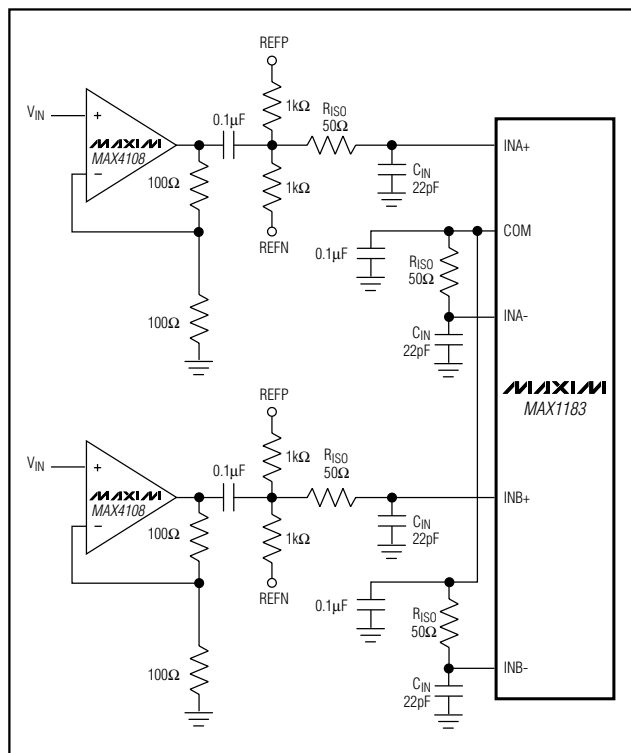 REFP
VIN
+
MAXIM
MAX4108
−
0.1µF
1kΩ
RISO
50Ω
INA+
100Ω
1kΩ
CIN
22pF
REFN
COM
0.1µF
RISO
50Ω
100Ω
INA-
CIN
22pF
MAXIM
MAX1183
REFP
VIN
+
MAXIM
MAX4108
−
0.1µF
1kΩ
RISO
50Ω
INB+
100Ω
1kΩ
CIN
22pF
REFN
0.1µF
RISO
50Ω
100Ω
INB-
CIN
22pF